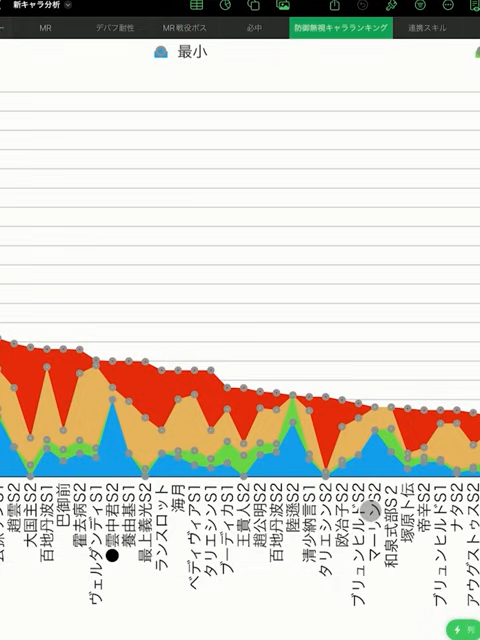 新キャラ分析
MR
デバフ耐性
MR 戦役ボス
必中
防御無視キャラランキング
連携スキル
最小
趙雲S2
大国主S2
百地丹波S1
巴御前
霍去病S2
ヴェルダンディS1
●雲中君S2
養由基S1
最上義光S2
ランスロット
海月
ベディヴィアS1
タリエシンS1
ブーディカS1
王賁人S2
趙公明S2
百地丹波S2
陸遜S2
清少納言S1
タリエシンS2
欧冶子S2
ブリュンヒルドS2
マーリンS2
和泉式部S2
塚原卜伝
帝辛S2
ブリュンヒルドS1
ナタS2
アウグストゥスS2
列